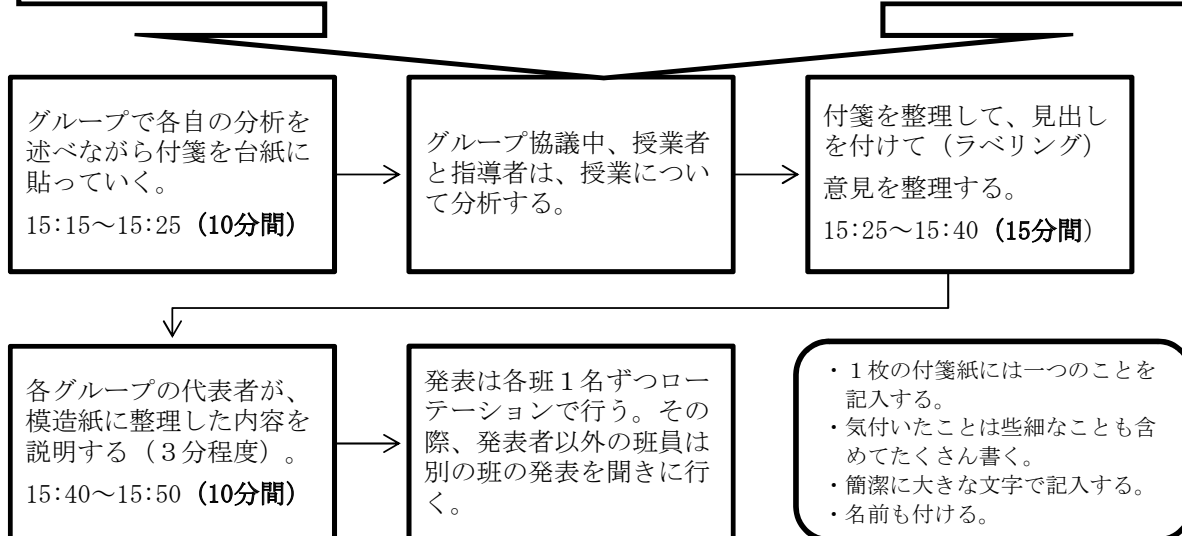 グループで各自の分析を
述べながら付箋を台紙に
貼っていく。
15:15～15:25 (10分間)
グループ協議中、授業者
と指導者は、授業につい
て分析する。
付箋を整理して、見出し
を付けて（ラベリング）
意見を整理する。
15:25～15:40 (15分間)
各グループの代表者が、
模造紙に整理した内容を
説明する（３分程度）。
15:40～15:50 (10分間)
発表は各班１名ずつロー
テーションで行う。その
際、発表者以外の班員は
別の班の発表を聞きに行
く。
・１枚の付箋紙には一つのことを
記入する。
・気付いたことは些細なことも含
めてたくさん書く。
・簡潔に大きな文字で記入する。
・名前も付ける。